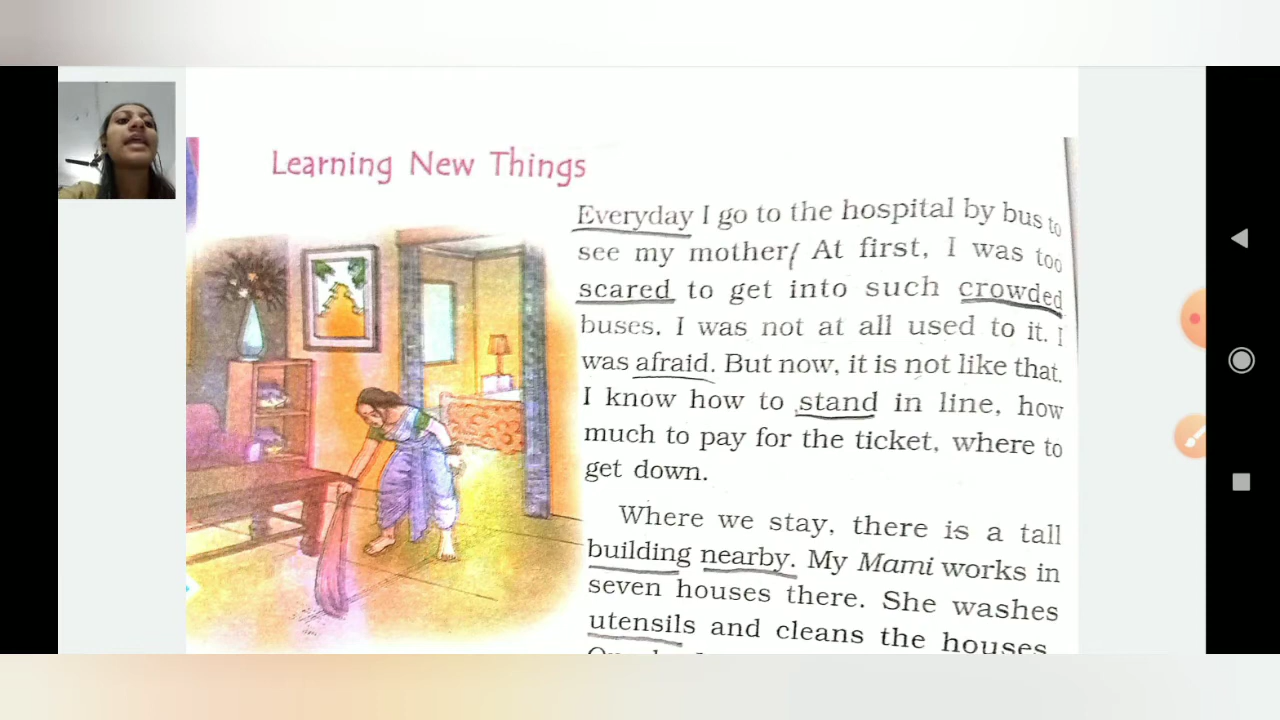 Learning New Things
Everyday I go to the hospital by bus to
see my mother. At first, I was too
scared to get into such crowded
buses. I was not at all used to it. I
was afraid. But now, it is not like that.
I know how to stand in line, how
much to pay for the ticket, where to
get down.
Where we stay, there is a tall
building nearby. My Mami works in
seven houses there. She washes
utensils and cleans the houses.